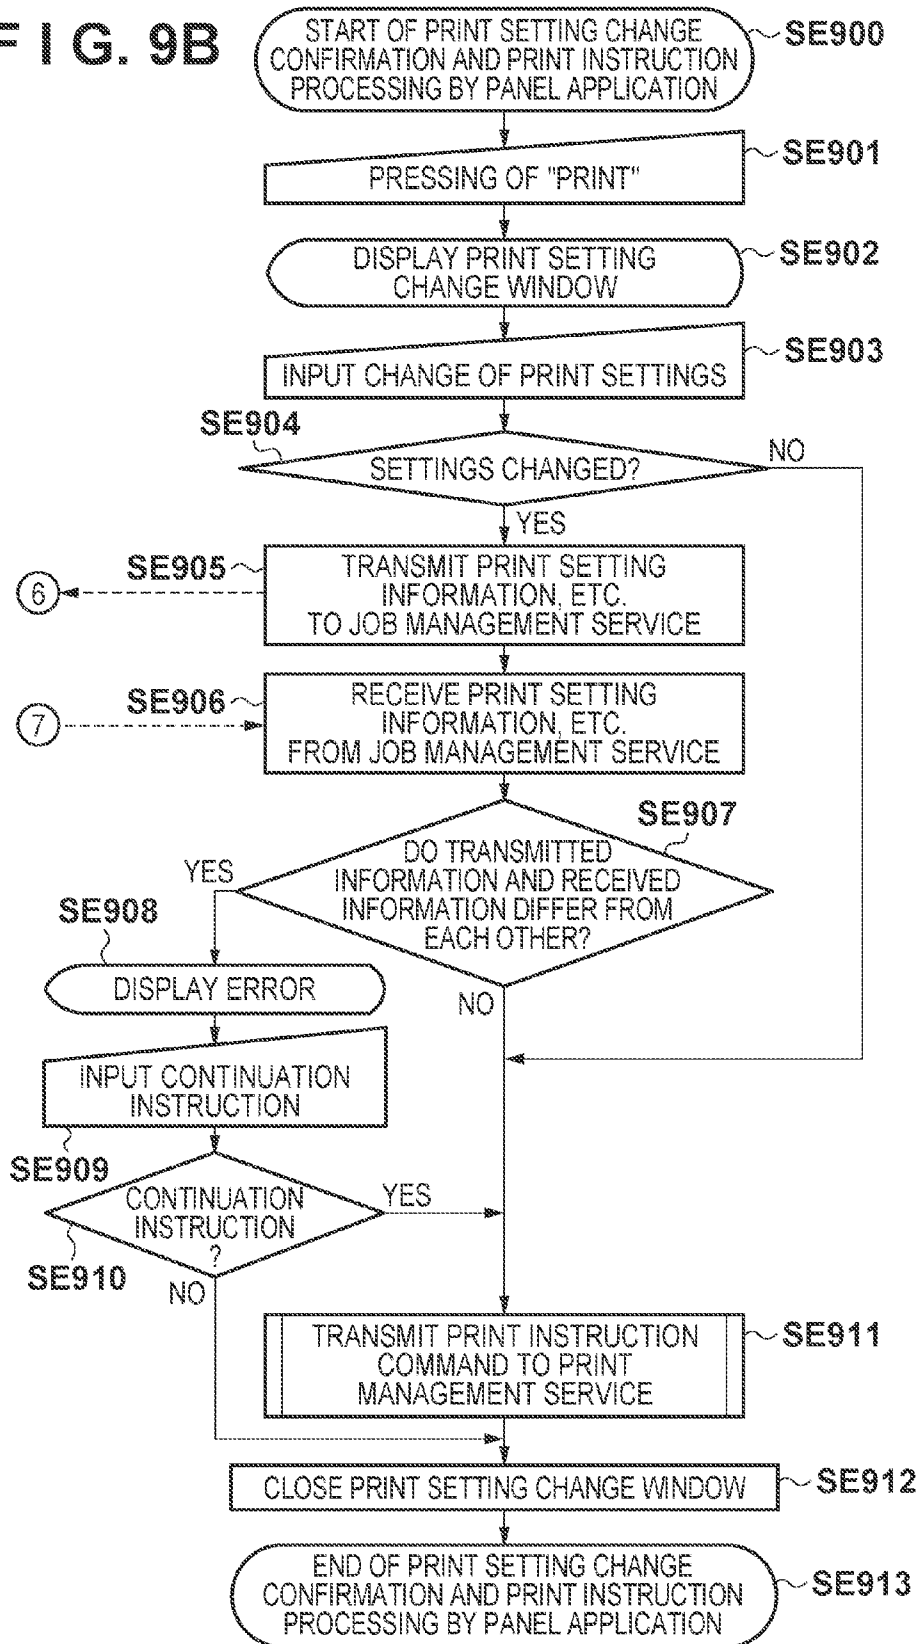 F I G. 9B
START OF PRINT SETTING CHANGE
CONFIRMATION AND PRINT INSTRUCTION
PROCESSING BY PANEL APPLICATION
SE900
PRESSING OF "PRINT"
SE901
DISPLAY PRINT SETTING
CHANGE WINDOW
SE902
INPUT CHANGE OF PRINT SETTINGS
SE903
SE904
SETTINGS CHANGED?
NO
YES
SE905
TRANSMIT PRINT SETTING
INFORMATION, ETC.
TO JOB MANAGEMENT SERVICE
6
SE906
RECEIVE PRINT SETTING
INFORMATION, ETC.
FROM JOB MANAGEMENT SERVICE
7
SE907
DO TRANSMITTED
INFORMATION AND RECEIVED
INFORMATION DIFFER FROM
EACH OTHER?
YES
NO
SE908
DISPLAY ERROR
INPUT CONTINUATION
INSTRUCTION
SE909
CONTINUATION
INSTRUCTION
?
YES
SE910
NO
TRANSMIT PRINT INSTRUCTION
COMMAND TO PRINT
MANAGEMENT SERVICE
SE911
CLOSE PRINT SETTING CHANGE WINDOW
SE912
END OF PRINT SETTING CHANGE
CONFIRMATION AND PRINT INSTRUCTION
PROCESSING BY PANEL APPLICATION
SE913